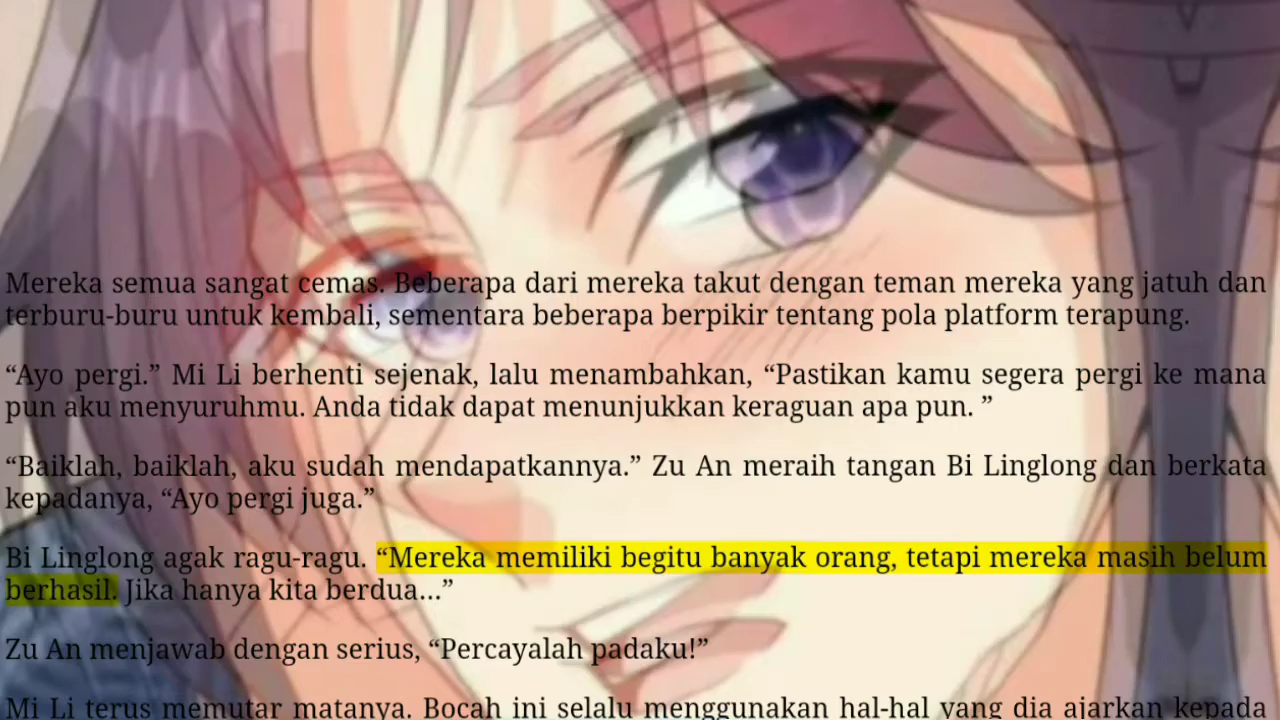 Mereka semua sangat cemas. Beberapa dari mereka takut dengan teman mereka yang jatuh dan
terburu-buru untuk kembali, sementara beberapa berpikir tentang pola platform terapung.
“Ayo pergi.” Mi Li berhenti sejenak, lalu menambahkan, “Pastikan kamu segera pergi ke mana
pun aku menyuruhmu. Anda tidak dapat menunjukkan keraguan apa pun. ”
“Baiklah, baiklah, aku sudah mendapatkannya.” Zu An meraih tangan Bi Linglong dan berkata
kepadanya, “Ayo pergi juga.”
Bi Linglong agak ragu-ragu. “Mereka memiliki begitu banyak orang, tetapi mereka masih belum
berhasil. Jika hanya kita berdua…”
Zu An menjawab dengan serius, “Percayalah padaku!”
Mi Li terus memutar matanya. Bocah ini selalu menggunakan hal-hal yang dia ajarkan kepada